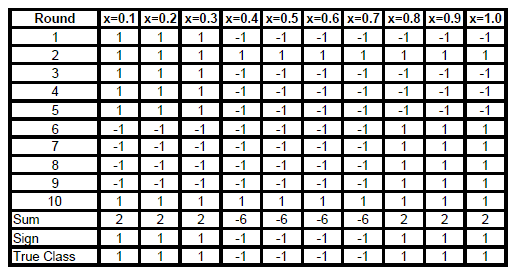 Round x=0.1 x=0.2 x=0.3 x=0.4 x=0.5 x=0.6 x=0.7 x=0.8 x=0.9 x=1.0
1 1 1 1 -1 -1 -1 -1 -1 -1 -1
2 1 1 1 1 1 1 1 1 1 1
3 1 1 1 -1 -1 -1 -1 -1 -1 -1
4 1 1 1 -1 -1 -1 -1 -1 -1 -1
5 1 1 1 -1 -1 -1 -1 -1 -1 -1
6 -1 -1 -1 -1 -1 -1 -1 1 1 1
7 -1 -1 -1 -1 -1 -1 -1 1 1 1
8 -1 -1 -1 -1 -1 -1 -1 1 1 1
9 -1 -1 -1 -1 -1 -1 -1 1 1 1
10 1 1 1 1 1 1 1 1 1 1
Sum 2 2 2 -6 -6 -6 -6 2 2 2
Sign 1 1 1 -1 -1 -1 -1 1 1 1
True Class 1 1 1 -1 -1 -1 -1 1 1 1